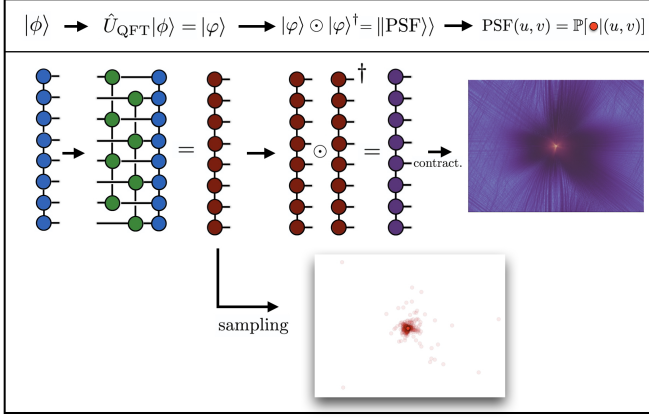 |ϕ⟩ → Û_QFT|ϕ⟩ = |φ⟩ → |φ⟩ ⊙ |φ⟩† = ||PSF⟩⟩ → PSF(u, v) = ℙ[●|(u, v)]
= → ⊙ † = contract.
sampling